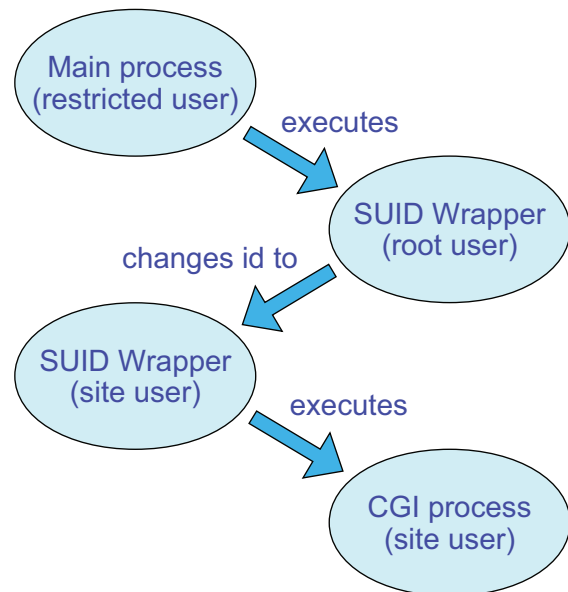 Main process
(restricted user)
executes
SUID Wrapper
(root user)
changes id to
SUID Wrapper
(site user)
executes
CGI process
(site user)